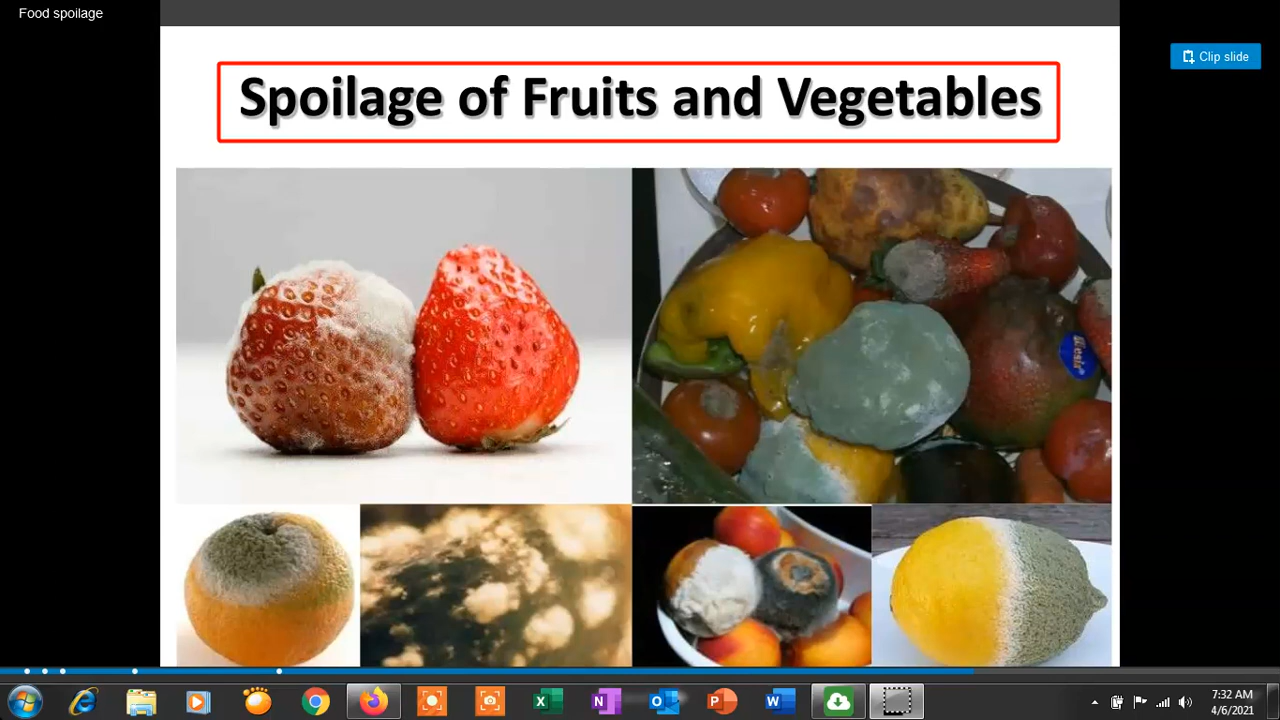 Food spoilage
Clip slide
Spoilage of Fruits and Vegetables
7:32 AM
4/6/2021